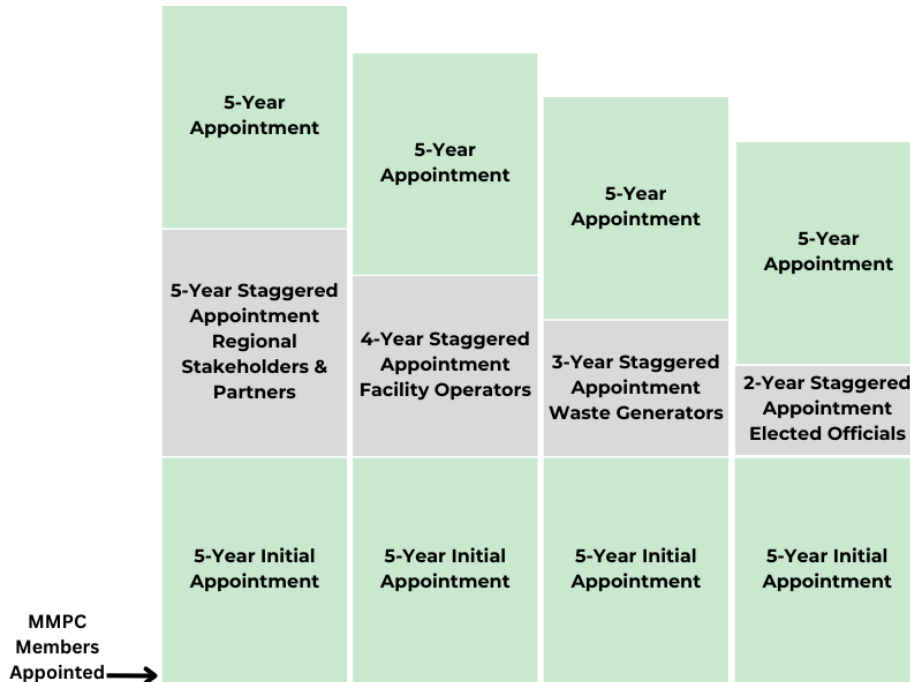 5-Year
Appointment
5-Year
Appointment
5-Year
Appointment
5-Year
Appointment
5-Year Staggered
Appointment
Regional
Stakeholders &
Partners
4-Year Staggered
Appointment
Facility Operators
3-Year Staggered
Appointment
Waste Generators
2-Year Staggered
Appointment
Elected Officials
5-Year Initial
Appointment
5-Year Initial
Appointment
5-Year Initial
Appointment
5-Year Initial
Appointment
MMPC
Members
Appointed